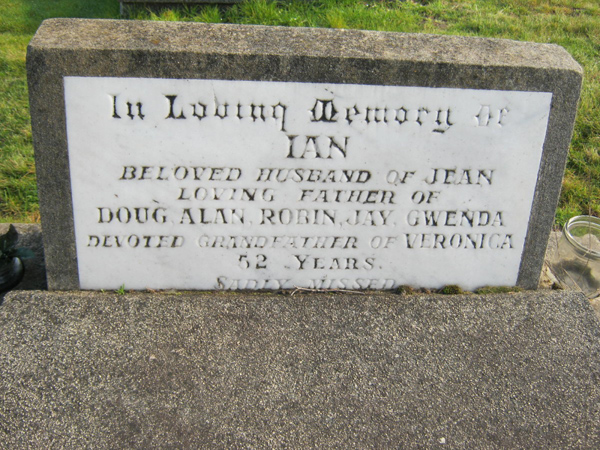 In Loving Memory Of
IAN
BELOVED HUSBAND OF JEAN
LOVING FATHER OF
DOUG, ALAN, ROBIN, JAY, GWENDA
DEVOTED GRANDFATHER OF VERONICA
52 YEARS.
SADLY MISSED